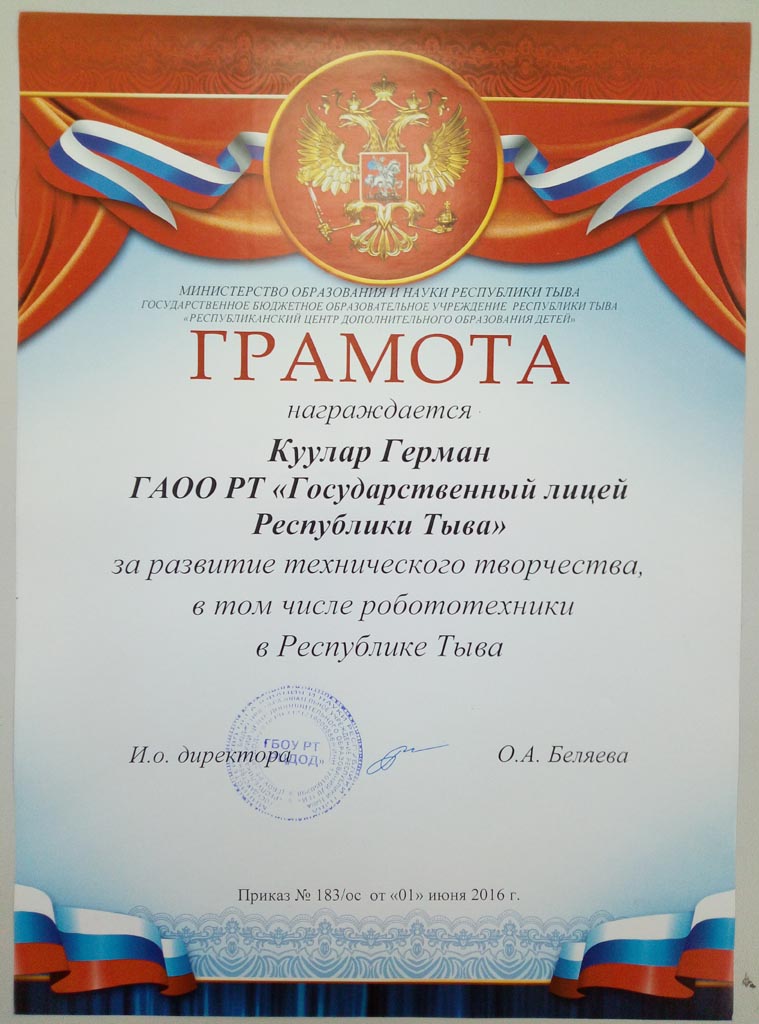 МИНИСТЕРСТВО ОБРАЗОВАНИЯ И НАУКИ РЕСПУБЛИКИ ТЫВА
ГОСУДАРСТВЕННОЕ БЮДЖЕТНОЕ ОБРАЗОВАТЕЛЬНОЕ УЧРЕЖДЕНИЕ РЕСПУБЛИКИ ТЫВА
«РЕСПУБЛИКАНСКИЙ ЦЕНТР ДОПОЛНИТЕЛЬНОГО ОБРАЗОВАНИЯ ДЕТЕЙ»
ГРАМОТА
награждается
Куулар Герман
ГАОО РТ «Государственный лицей
Республики Тыва»
за развитие технического творчества,
в том числе робототехники
в Республике Тыва
ГБОУ РТ
И.о. директора О.А. Беляева
Приказ № 183/ос от «01» июня 2016 г.